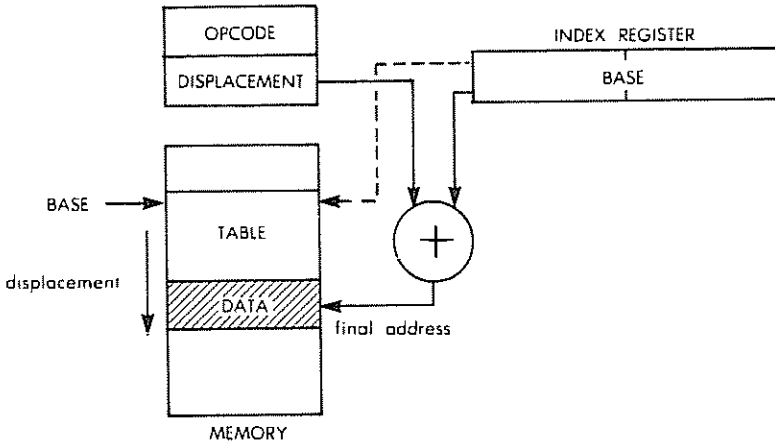 OPCODE
INDEX REGISTER
DISPLACEMENT
BASE
BASE
TABLE
+
displacement
DATA
final address
MEMORY